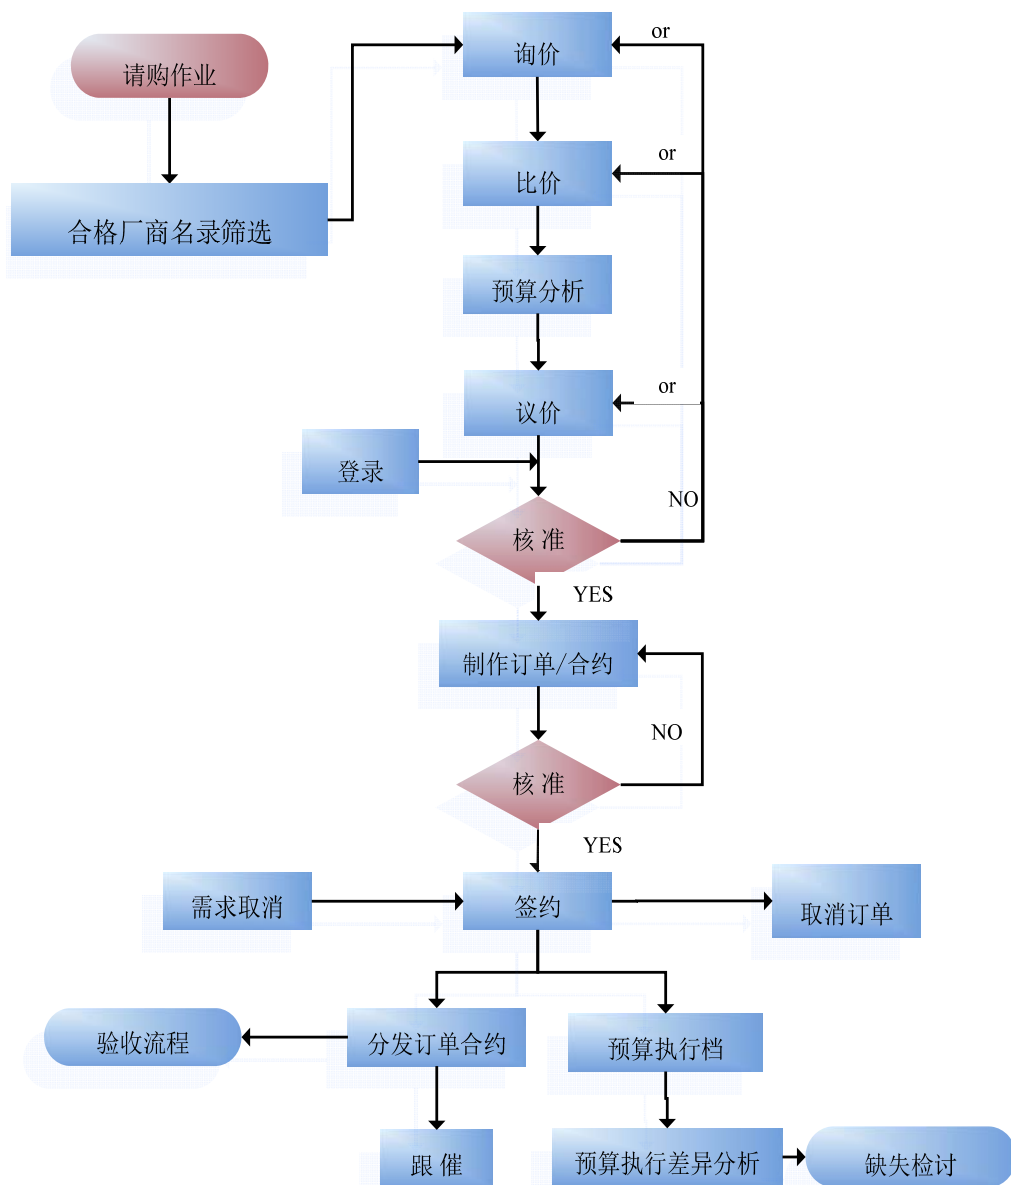 请购作业
询价
or
比价
or
合格厂商名录筛选
预算分析
议价
or
登录
核 准
NO
YES
制作订单/合约
NO
核 准
YES
需求取消
签约
取消订单
验收流程
分发订单合约
预算执行档
跟 催
预算执行差异分析
缺失检讨